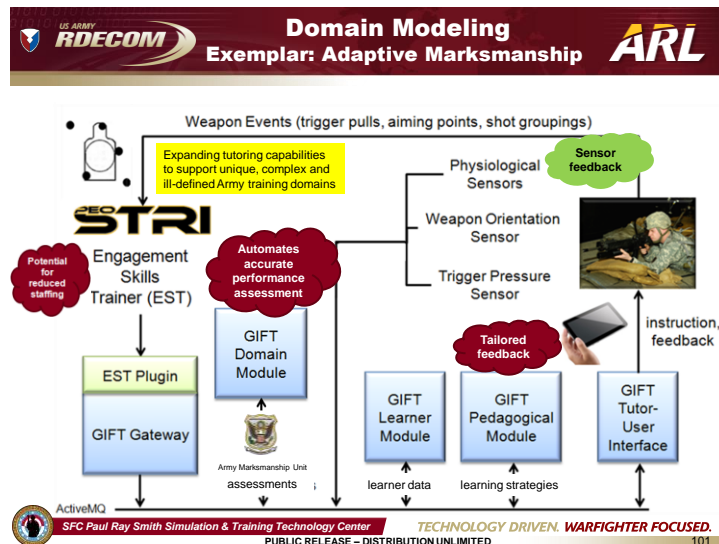 US ARMY
RDECOM
Domain Modeling
Exemplar: Adaptive Marksmanship
ARL
Weapon Events (trigger pulls, aiming points, shot groupings)
Expanding tutoring capabilities
to support unique, complex and
ill-defined Army training domains
Sensor
feedback
Physiological
Sensors
Weapon Orientation
Sensor
Trigger Pressure
Sensor
PEO
STRI
Engagement
Skills
Trainer (EST)
Potential
for
reduced
staffing
Automates
accurate
performance
assessment
GIFT
Domain
Module
Tailored
feedback
instruction,
feedback
EST Plugin
GIFT Gateway
GIFT
Learner
Module
GIFT
Pedagogical
Module
GIFT
Tutor-
User
Interface
Army Marksmanship Unit
assessments ;
learner data
learning strategies
ActiveMQ
SFC Paul Ray Smith Simulation & Training Technology Center
TECHNOLOGY DRIVEN. WARFIGHTER FOCUSED.
PUBLIC RELEASE – DISTRIBUTION UNLIMITED
101